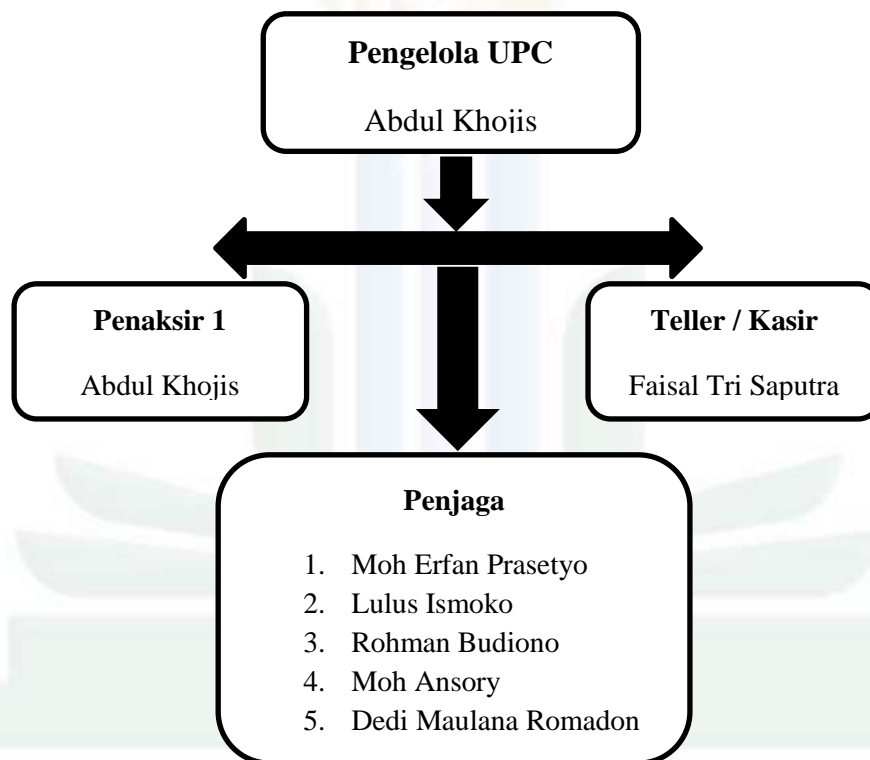 Pengelola UPC
Abdul Khojis
Penaksir 1
Abdul Khojis
Teller / Kasir
Faisal Tri Saputra
Penjaga
1. Moh Erfan Prasetyo
2. Lulus Ismoko
3. Rohman Budiono
4. Moh Ansory
5. Dedi Maulana Romadon